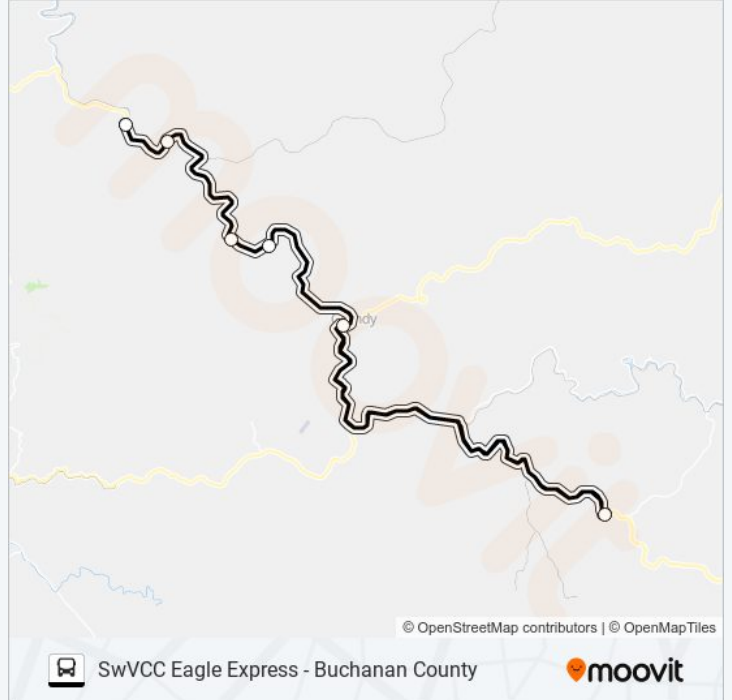 © OpenStreetMap contributors | © OpenMapTiles
SwVCC Eagle Express - Buchanan County
moovit